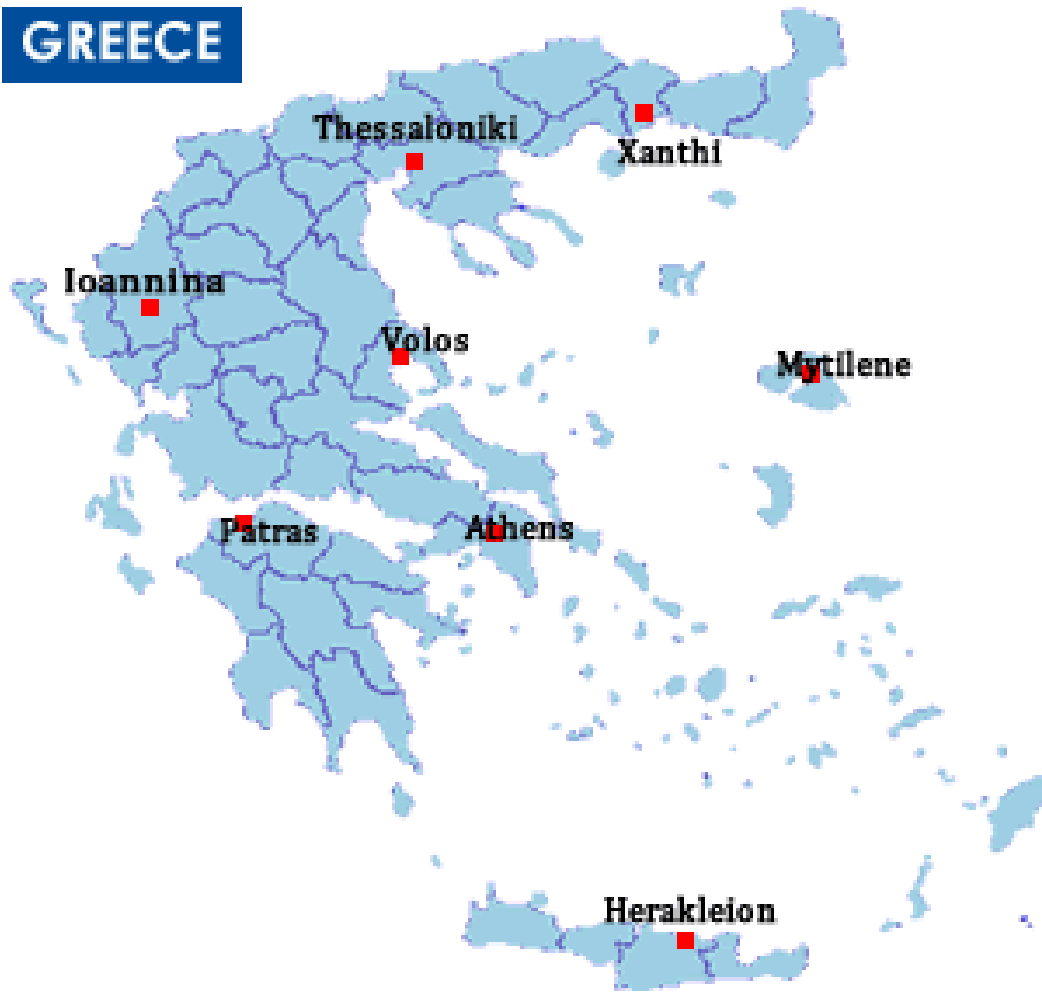 GREECE
Thessaloniki
Xanthi
Ioannina
Volos
Mytilene
Patras
Athens
Herakleion